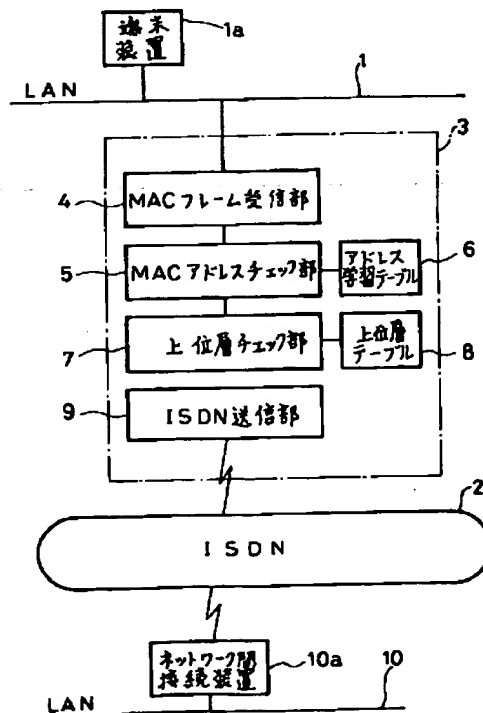 端末
装置
1a
LAN
1
3
4
MACフレーム受信部
5
MACアドレスチェック部
アドレス
学習テーブル
6
7
上位層チェック部
上位層
テーブル
8
9
ISDN送信部
2
ISDN
ネットワーク間
接続装置
10a
10
LAN